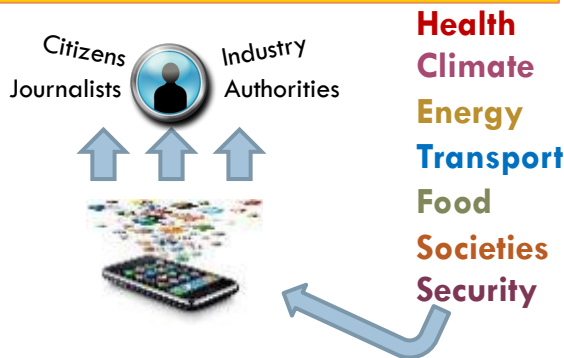 Citizens Industry
Journalists Authorities
Health
Climate
Energy
Transport
Food
Societies
Security